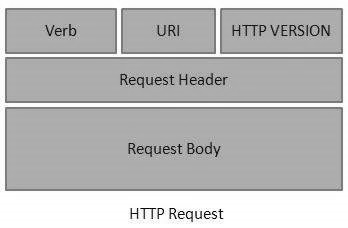 Verb URI HTTP VERSION
Request Header
Request Body
HTTP Request